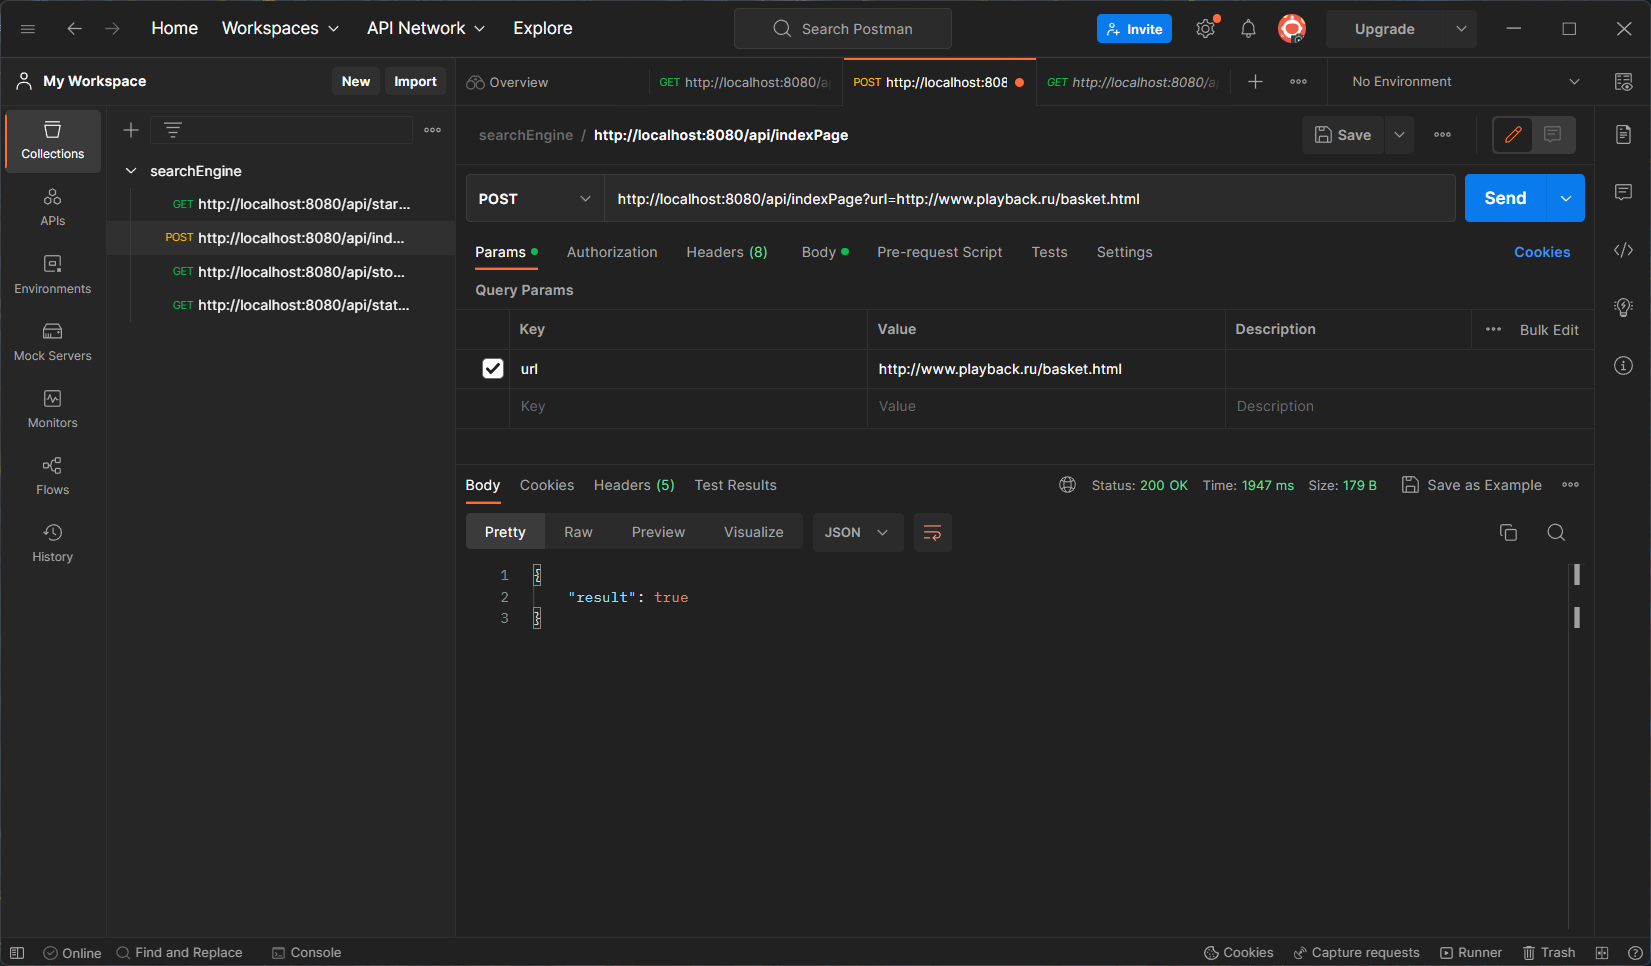 Home Workspaces API Network Explore Search Postman Invite Upgrade
My Workspace New Import Overview GET http://localhost:8080/a POST http://localhost:808 GET http://localhost:8080/a No Environment
Collections
APIs
Environments
Mock Servers
Monitors
Flows
History
searchEngine
GET http://localhost:8080/api/star...
POST http://localhost:8080/api/ind...
GET http://localhost:8080/api/sto...
GET http://localhost:8080/api/stat...
searchEngine / http://localhost:8080/api/indexPage Save
POST http://localhost:8080/api/indexPage?url=http://www.playback.ru/basket.html Send
Params Authorization Headers (8) Body Pre-request Script Tests Settings Cookies
Query Params
Key Value Description Bulk Edit
url http://www.playback.ru/basket.html
Key Value Description
Body Cookies Headers (5) Test Results Status: 200 OK Time: 1947 ms Size: 179 B Save as Example
Pretty Raw Preview Visualize JSON
1 {
2 "result": true
3 }
Online Find and Replace Console Cookies Capture requests Runner Trash